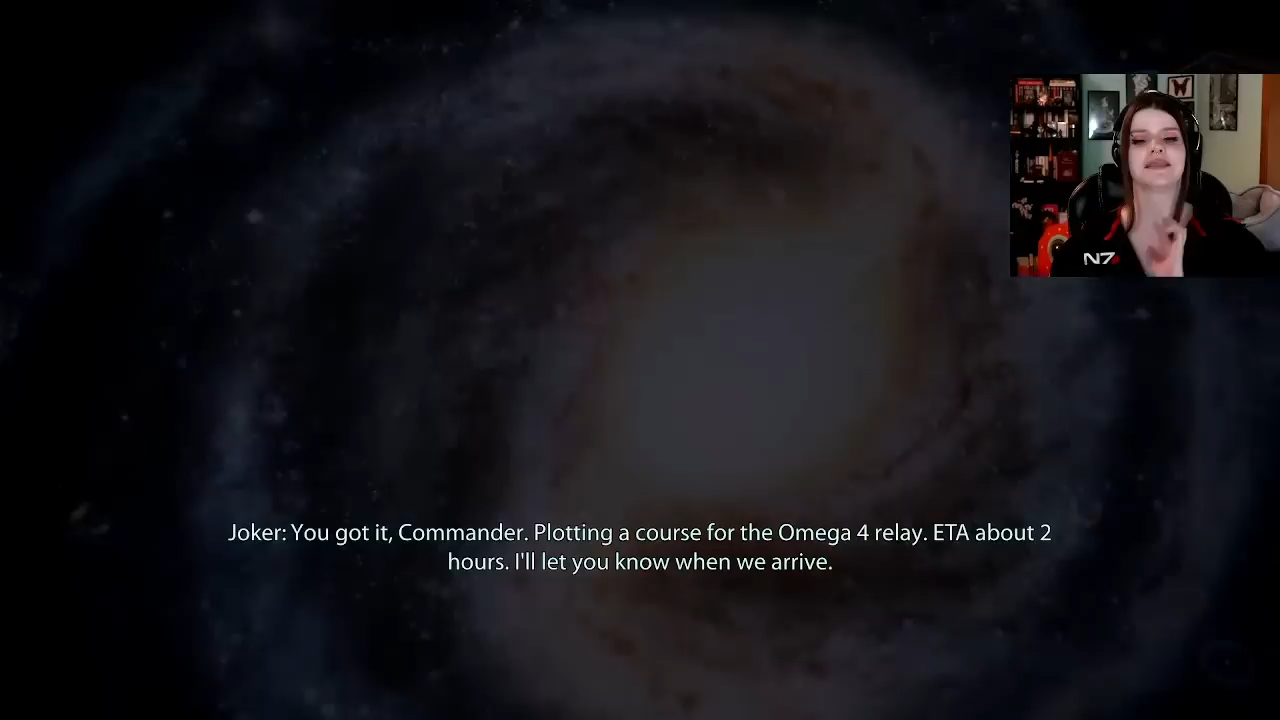 N7
Joker: You got it, Commander. Plotting a course for the Omega 4 relay. ETA about 2
hours. I'll let you know when we arrive.